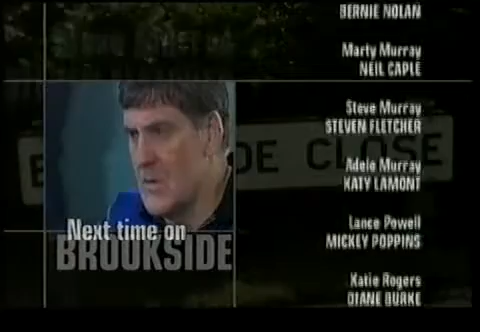 BERNIE NOLAN
Marty Murray
NEIL CAPLE
Steve Murray
STEVEN FLETCHER
Adele Murray
KATY LAMONT
Lance Powell
MICKEY POPPINS
Katie Rogers
DIANE BURKE
DE CLOSE
Next time on
BROOKSIDE